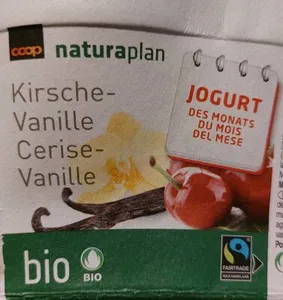 coop naturaplan
Kirsche-
Vanille
Cerise-
Vanille
JOGURT
DES MONATS
DU MOIS
DEL MESE
bio
BIO
FAIRTRADE